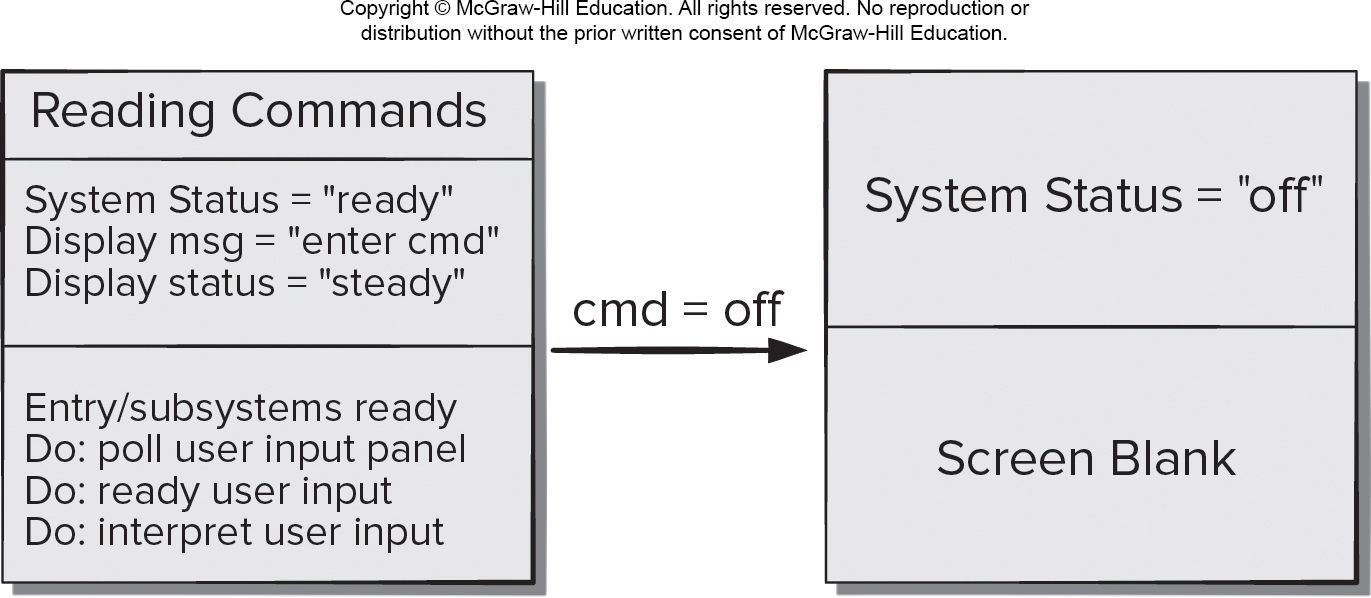 Copyright © McGraw-Hill Education. All rights reserved. No reproduction or
distribution without the prior written consent of McGraw-Hill Education.
Reading Commands
System Status = "ready"
Display msg = "enter cmd"
Display status = "steady"
Entry/subsystems ready
Do: poll user input panel
Do: ready user input
Do: interpret user input
cmd = off
System Status = "off"
Screen Blank